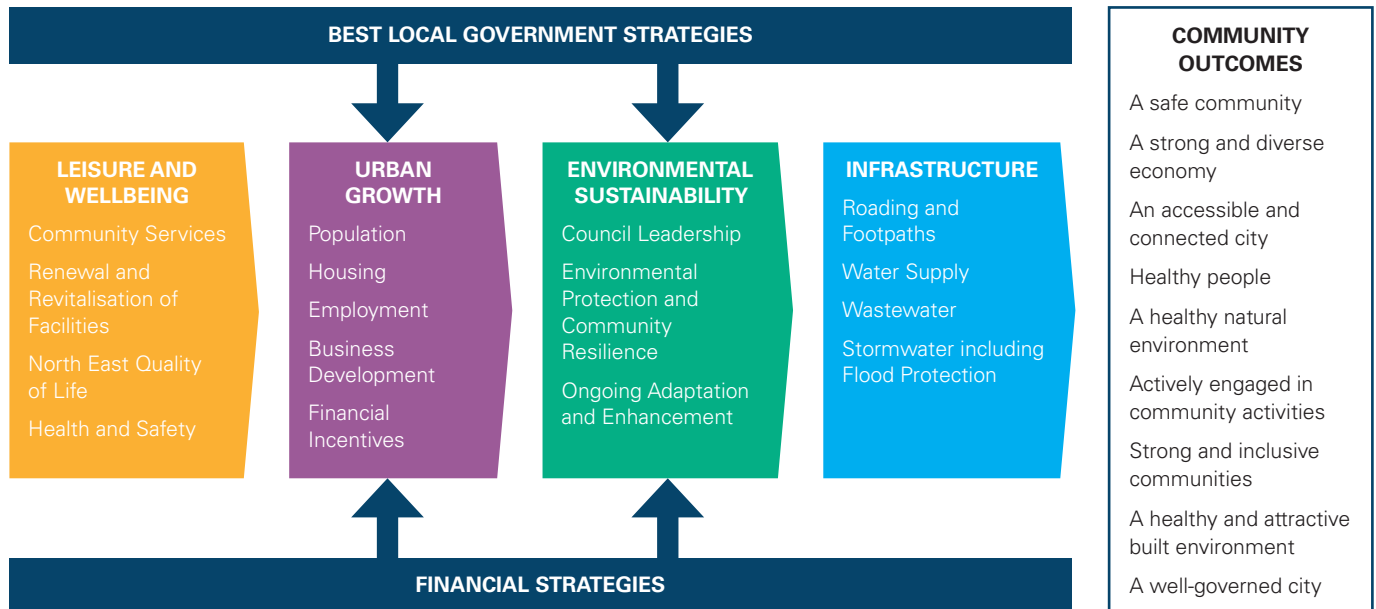 BEST LOCAL GOVERNMENT STRATEGIES
LEISURE AND
WELLBEING
Community Services
Renewal and
Revitalisation of
Facilities
North East Quality
of Life
Health and Safety
URBAN
GROWTH
Population
Housing
Employment
Business
Development
Financial
Incentives
ENVIRONMENTAL
SUSTAINABILITY
Council Leadership
Environmental
Protection and
Community
Resilience
Ongoing Adaptation
and Enhancement
INFRASTRUCTURE
Roading and
Footpaths
Water Supply
Wastewater
Stormwater including
Flood Protection
FINANCIAL STRATEGIES
COMMUNITY
OUTCOMES
A safe community
A strong and diverse
economy
An accessible and
connected city
Healthy people
A healthy natural
environment
Actively engaged in
community activities
Strong and inclusive
communities
A healthy and attractive
built environment
A well-governed city